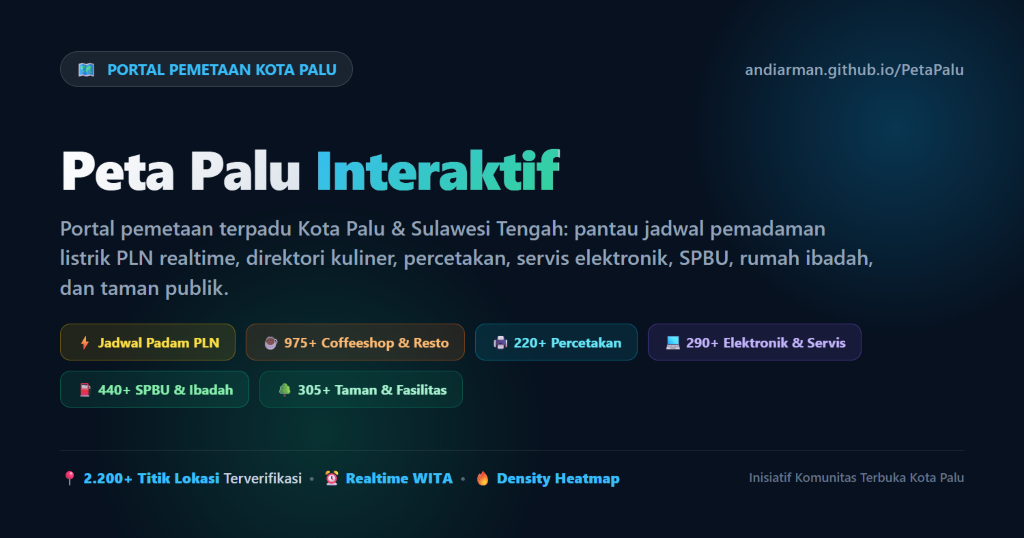 PORTAL PEMETAAN KOTA PALU
andiarman.github.io/PetaPalu
Peta Palu Interaktif
Portal pemetaan terpadu Kota Palu & Sulawesi Tengah: pantau jadwal pemadaman
listrik PLN realtime, direktori kuliner, percetakan, servis elektronik, SPBU, rumah ibadah,
dan taman publik.
Jadwal Padam PLN
975+ Coffeeshop & Resto
220+ Percetakan
290+ Elektronik & Servis
440+ SPBU & Ibadah
305+ Taman & Fasilitas
2.200+ Titik Lokasi Terverifikasi • Realtime WITA • Density Heatmap
Inisiatif Komunitas Terbuka Kota Palu